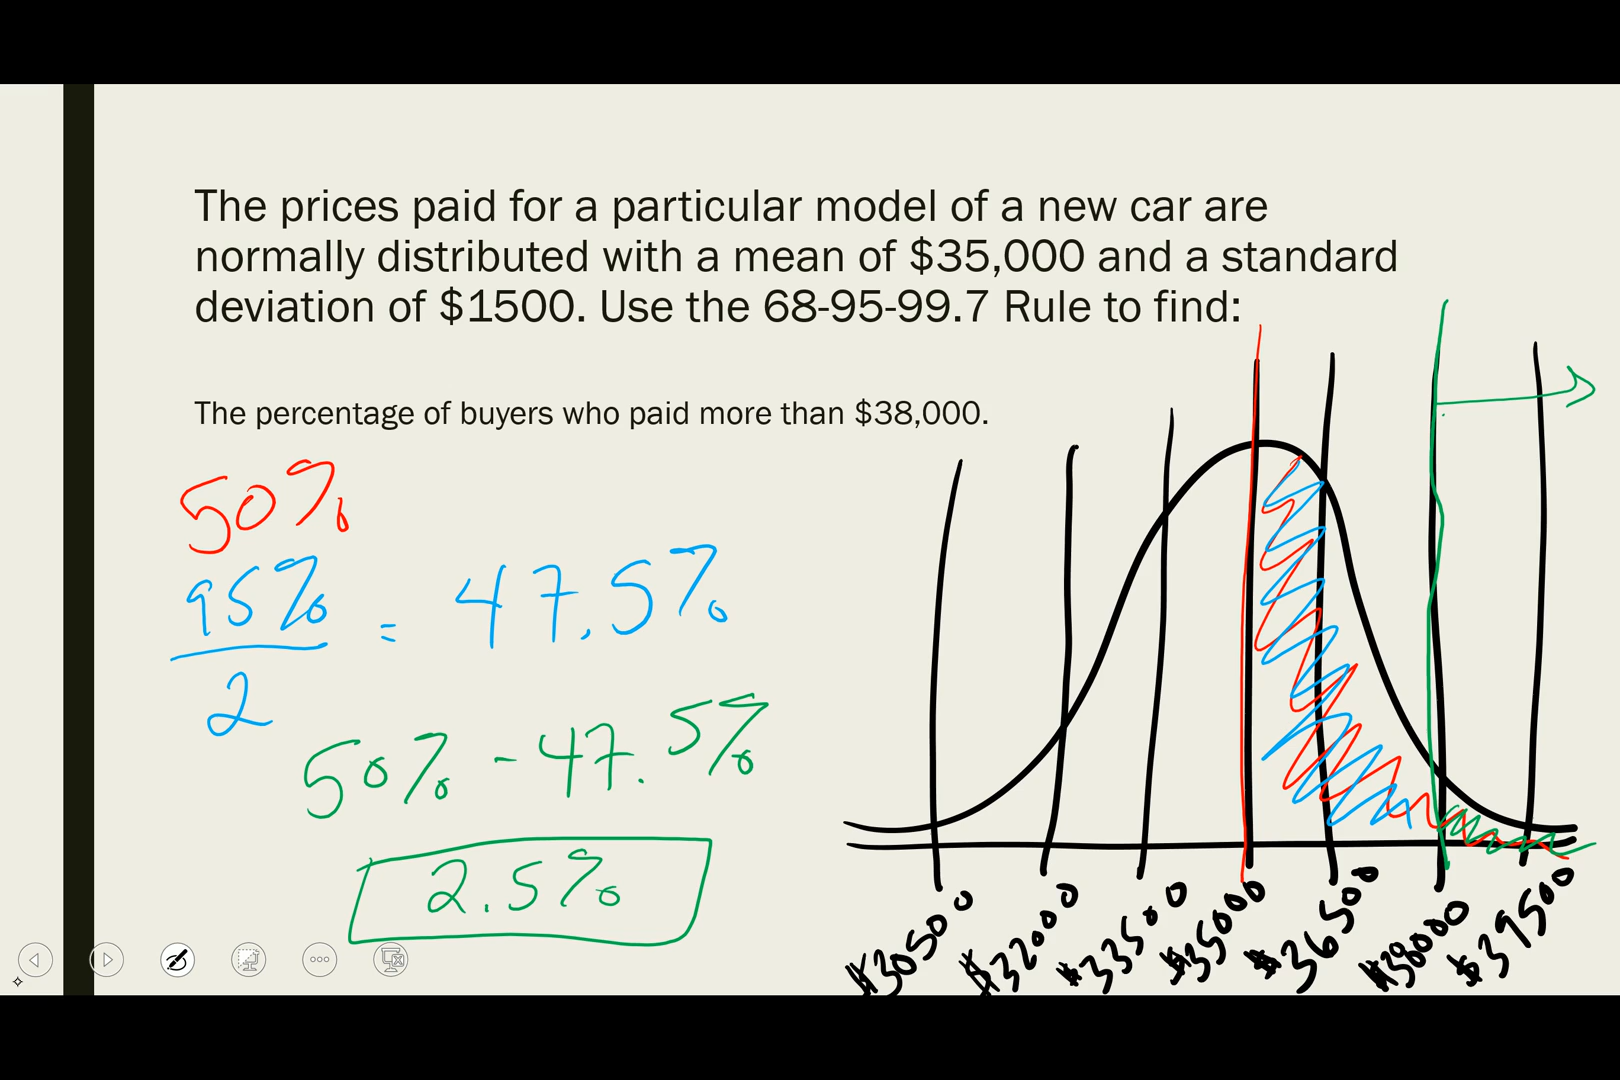 The prices paid for a particular model of a new car are
normally distributed with a mean of $35,000 and a standard
deviation of $1500. Use the 68-95-99.7 Rule to find:
The percentage of buyers who paid more than $38,000.
50%
95%
2
= 47.5%
50% - 47.5%
2.5%
$30500 $32000 $33500 $35000 $36500 $38000 $39500